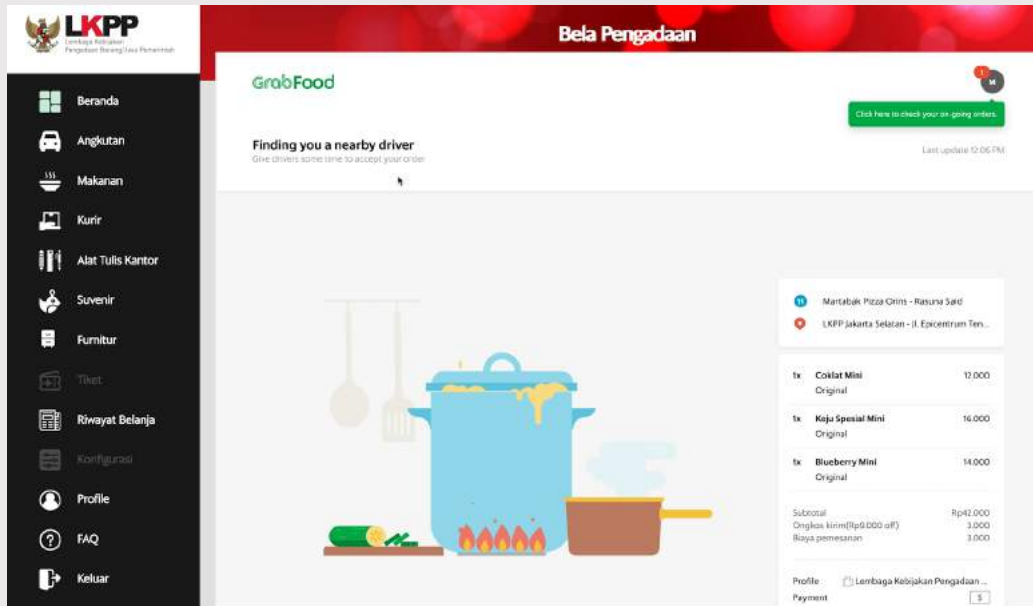 LKPP
Lembaga Kebijakan
Pengadaan Barang/Jasa Pemerintah
Bela Pengadaan
Beranda
Angkutan
Makanan
Kurir
Alat Tulis Kantor
Suvenir
Furnitur
Tiket
Riwayat Belanja
Konfigurasi
Profile
FAQ
Keluar
GrabFood
1
M
Click here to check your on-going orders.
Finding you a nearby driver
Give drivers some time to accept your order
Last update 12:06 PM
Martabak Pizza Orins - Rasuna Said
LKPP Jakarta Selatan - Jl. Epicentrum Ten...
1x Coklat Mini 12.000
Original
1x Keju Spesial Mini 16.000
Original
1x Blueberry Mini 14.000
Original
Subtotal Rp42.000
Ongkos kirim(Rp9.000 off) 3.000
Biaya pemesanan 3.000
Profile Lembaga Kebijakan Pengadaan ...
Payment $